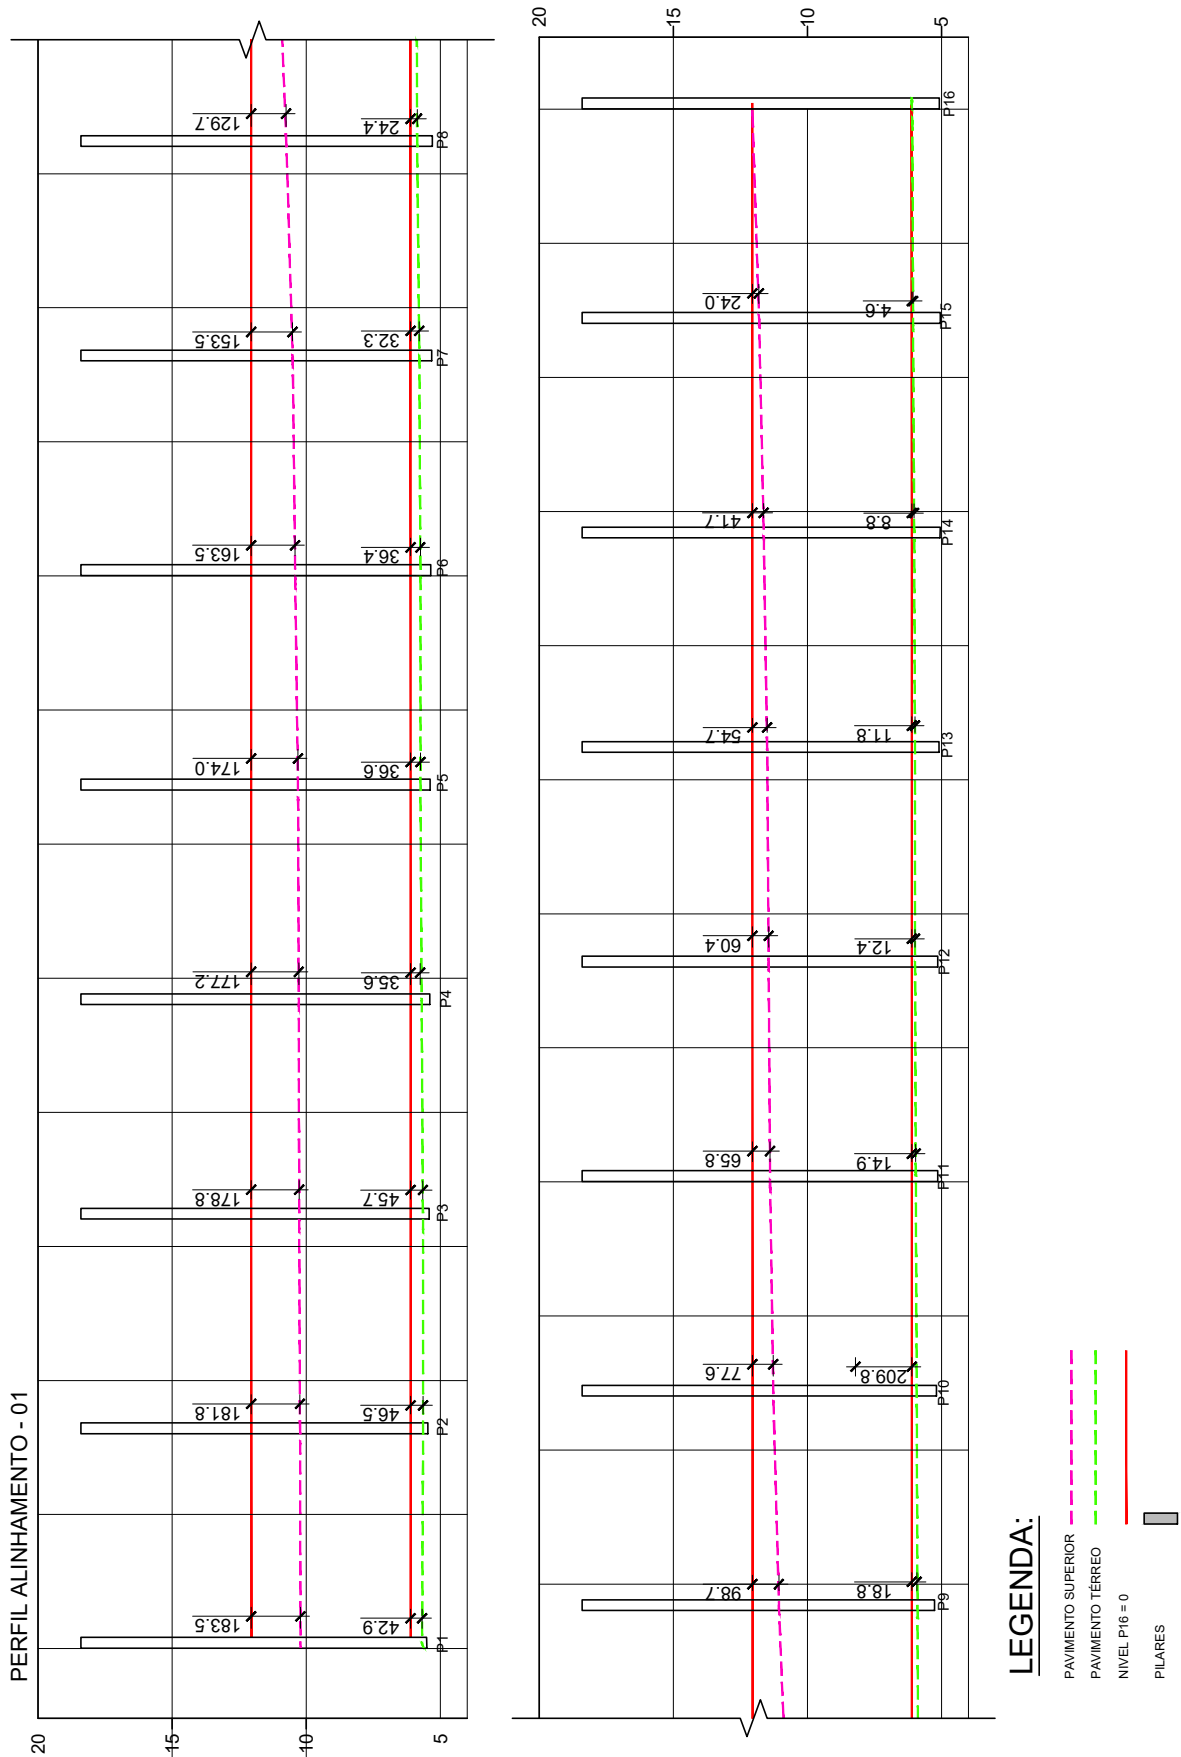 PERFIL ALINHAMENTO - 01
20
15
10
5
183.5
181.8
178.8
177.2
174.0
163.5
153.5
129.7
42.9
46.5
45.7
35.6
36.6
36.4
32.3
24.4
P1
P2
P3
P4
P5
P6
P7
P8
20
15
10
5
98.7
77.6
65.8
60.4
54.7
41.7
24.0
18.8
209.8
14.9
12.4
11.8
8.8
4.6
P9
P10
P11
P12
P13
P14
P15
P16
LEGENDA:
PAVIMENTO SUPERIOR
PAVIMENTO TÉRREO
NIVEL P16 = 0
PILARES